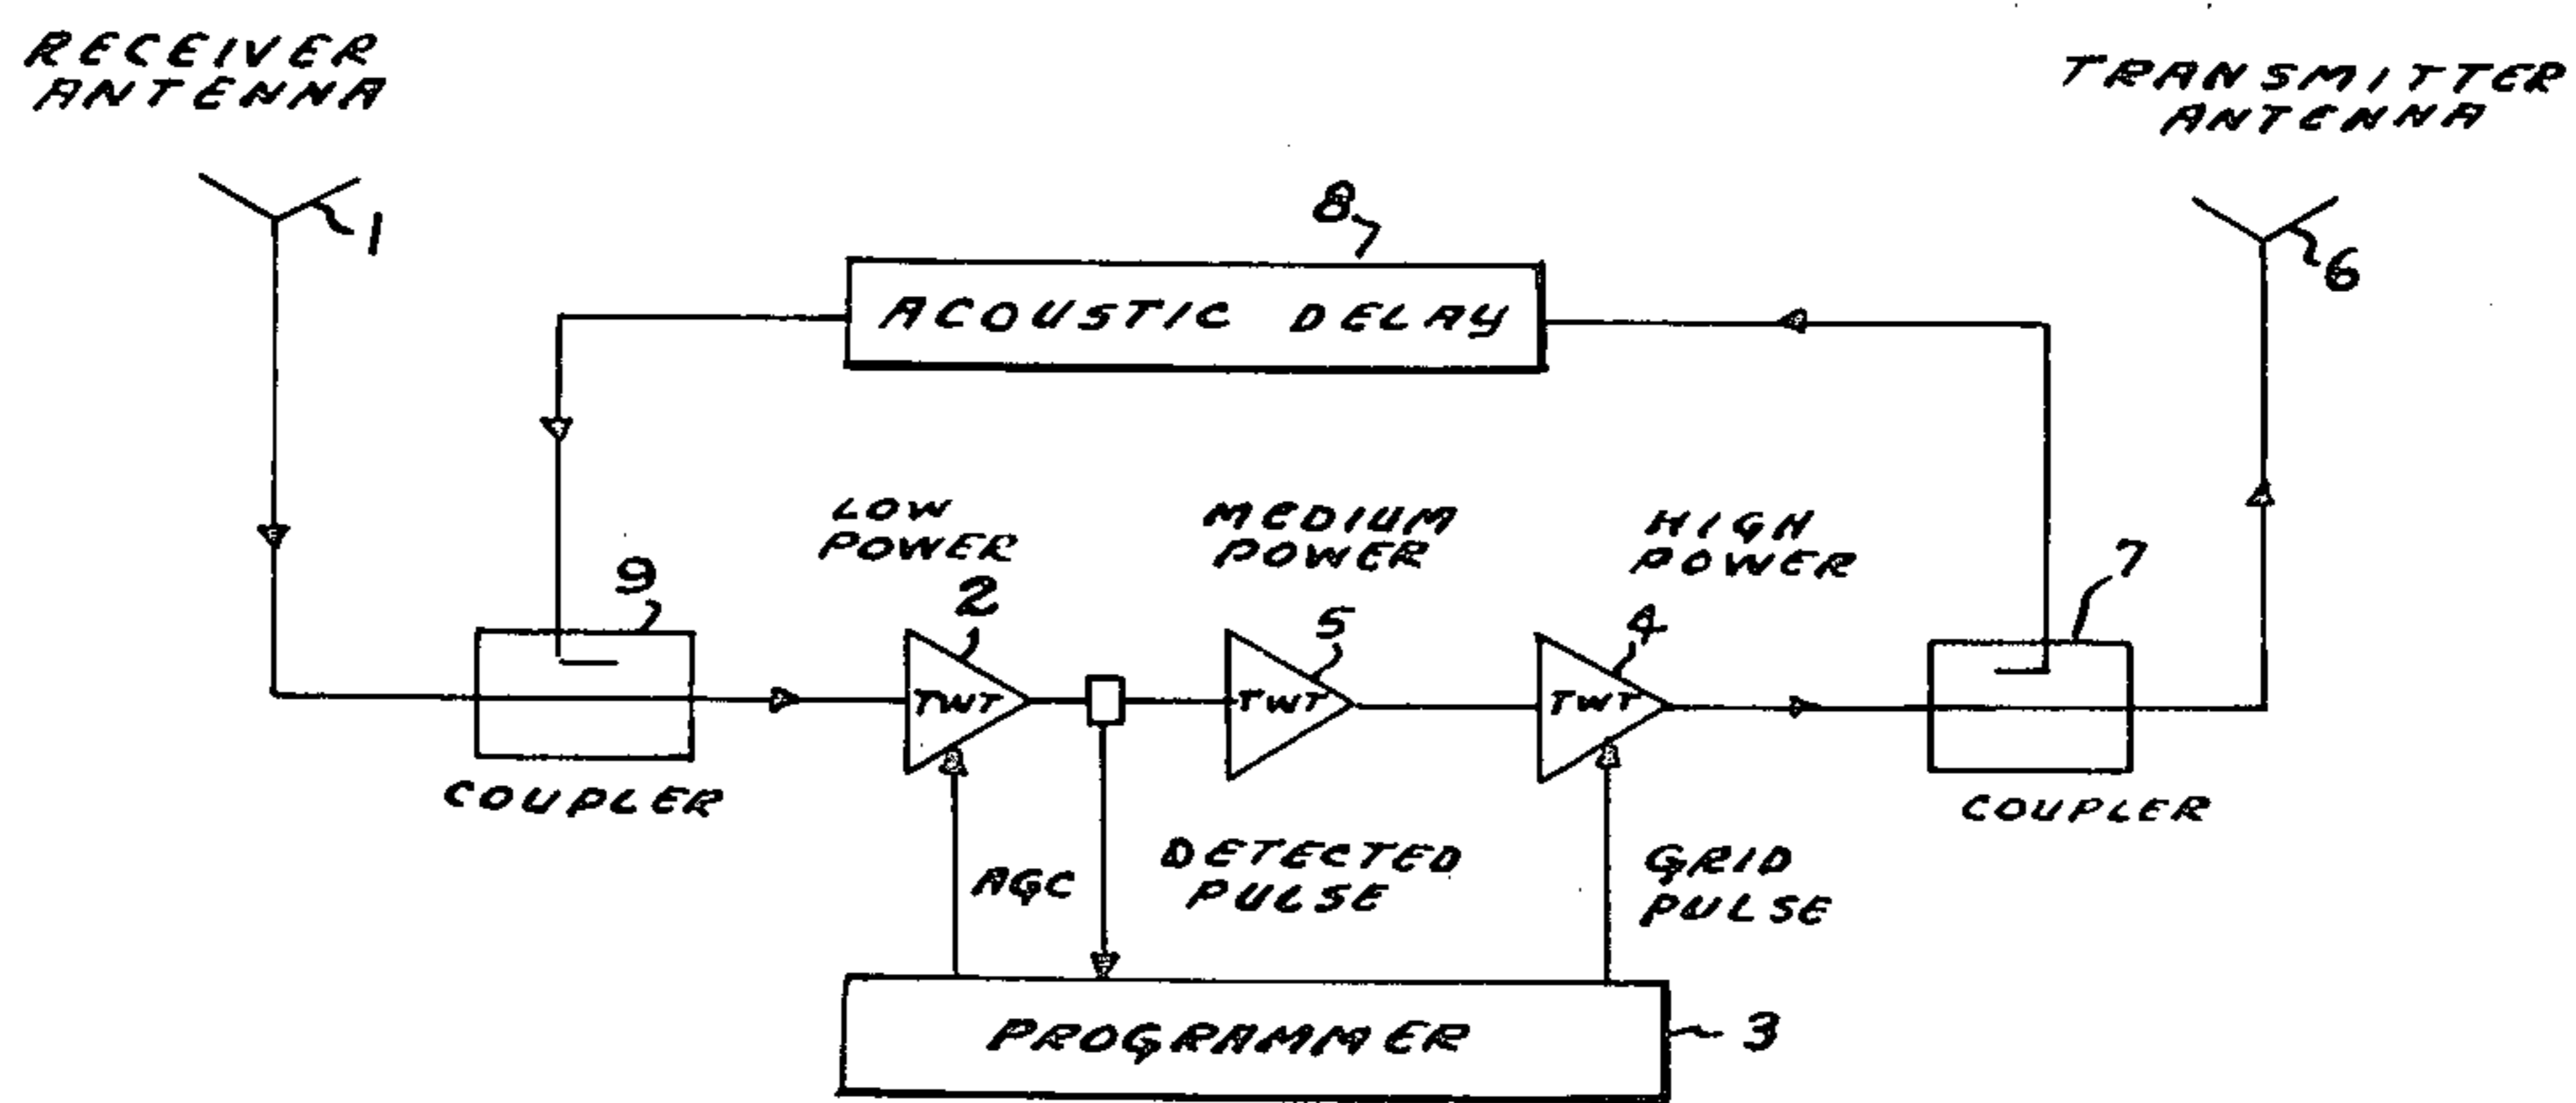 RECEIVER
ANTENNA
TRANSMITTER
ANTENNA
1
8
6
ACOUSTIC DELAY
LOW
POWER
MEDIUM
POWER
HIGH
POWER
9
2
5
4
7
TWT
TWT
TWT
COUPLER
COUPLER
AGC
DETECTED
PULSE
GRID
PULSE
PROGRAMMER
3